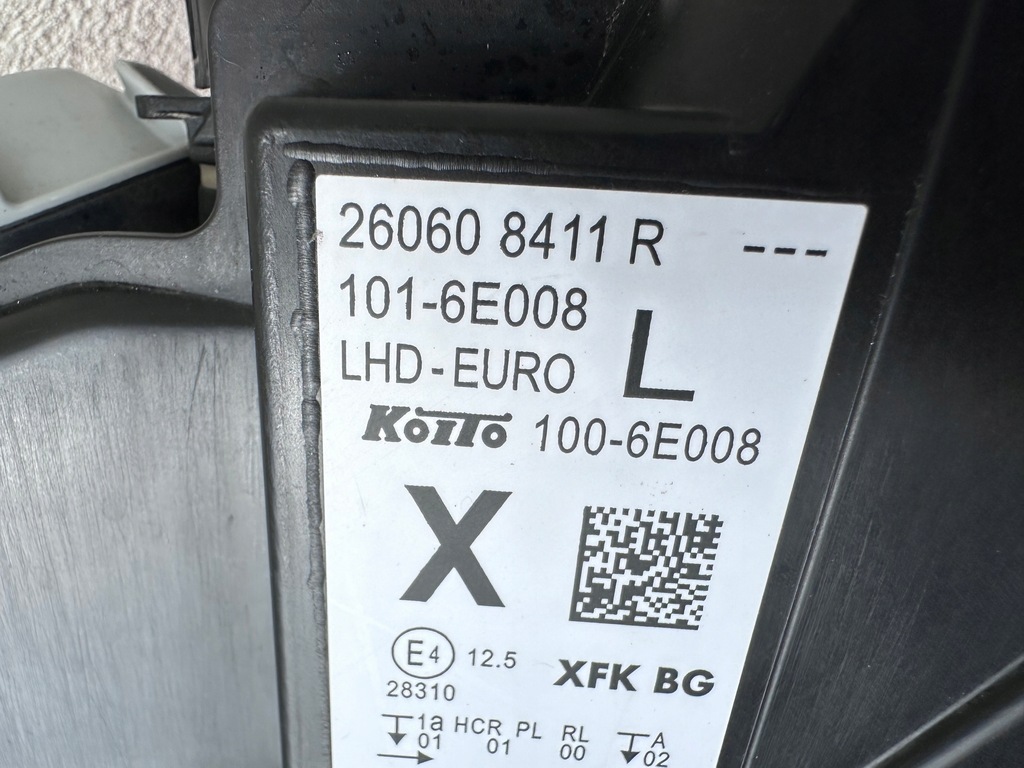 26060 8411 R ---
101-6E008
LHD-EURO L
KOITO 100-6E008
X
E4 12.5 XFK BG
28310
1a HCR PL RL A
01 01 00 02